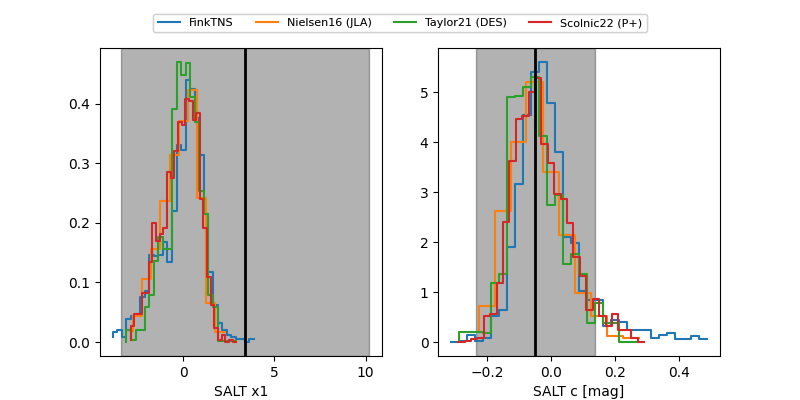 FinkTNS Nielsen16 (JLA) Taylor21 (DES) Scolnic22 (P+)
0.4
0.3
0.2
0.1
0.0
0 5 10
SALT x1
5
4
3
2
1
0
−0.2 0.0 0.2 0.4
SALT c [mag]